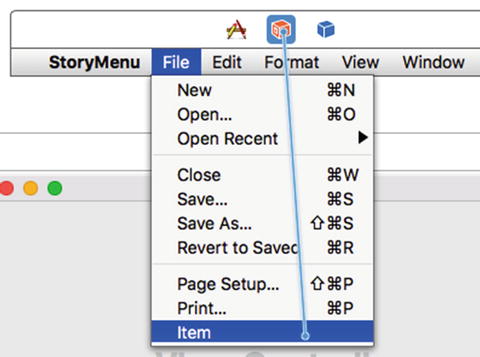 StoryMenu File Edit Format View Window
New ⌘N
Open... ⌘O
Open Recent ▶
Close ⌘W
Save... ⌘S
Save As... ⇧⌘S
Revert to Saved ⌘R
Page Setup... ⇧⌘P
Print... ⌘P
Item